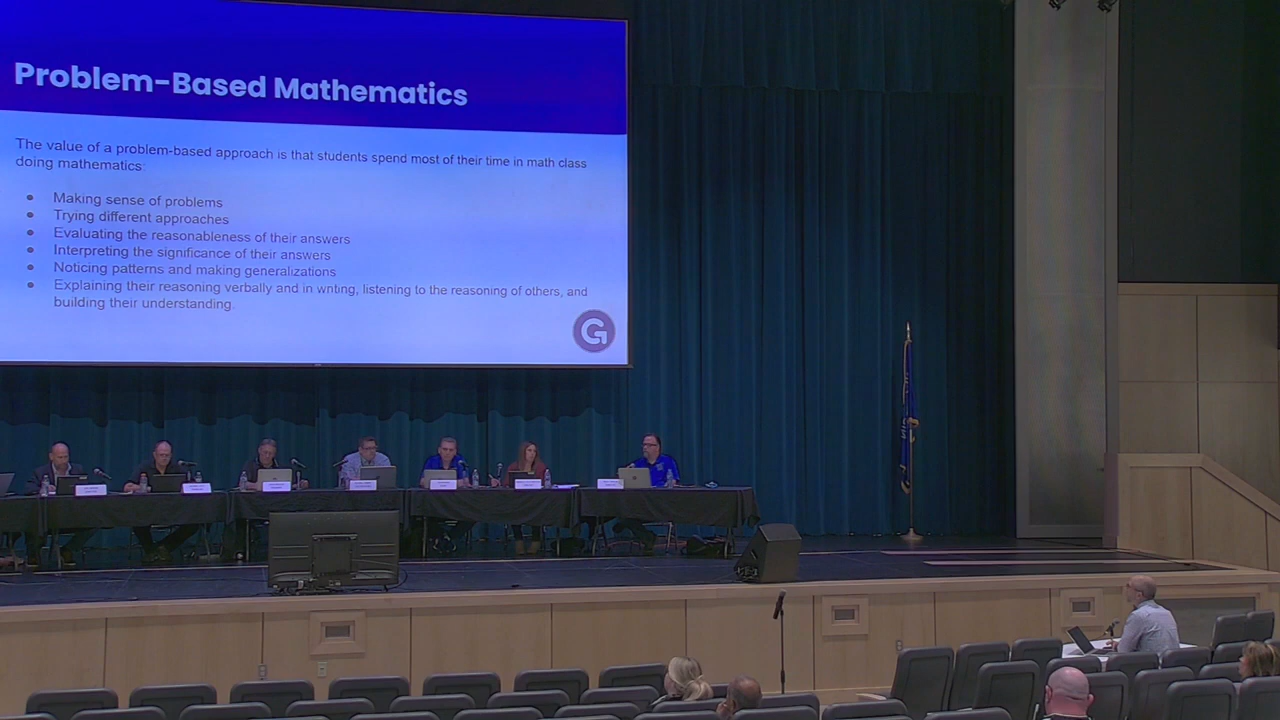 Problem-Based Mathematics
The value of a problem-based approach is that students spend most of their time in math class
doing mathematics:
• Making sense of problems
• Trying different approaches
• Evaluating the reasonableness of their answers
• Interpreting the significance of their answers
• Noticing patterns and making generalizations
• Explaining their reasoning verbally and in writing, listening to the reasoning of others, and
building their understanding.
G